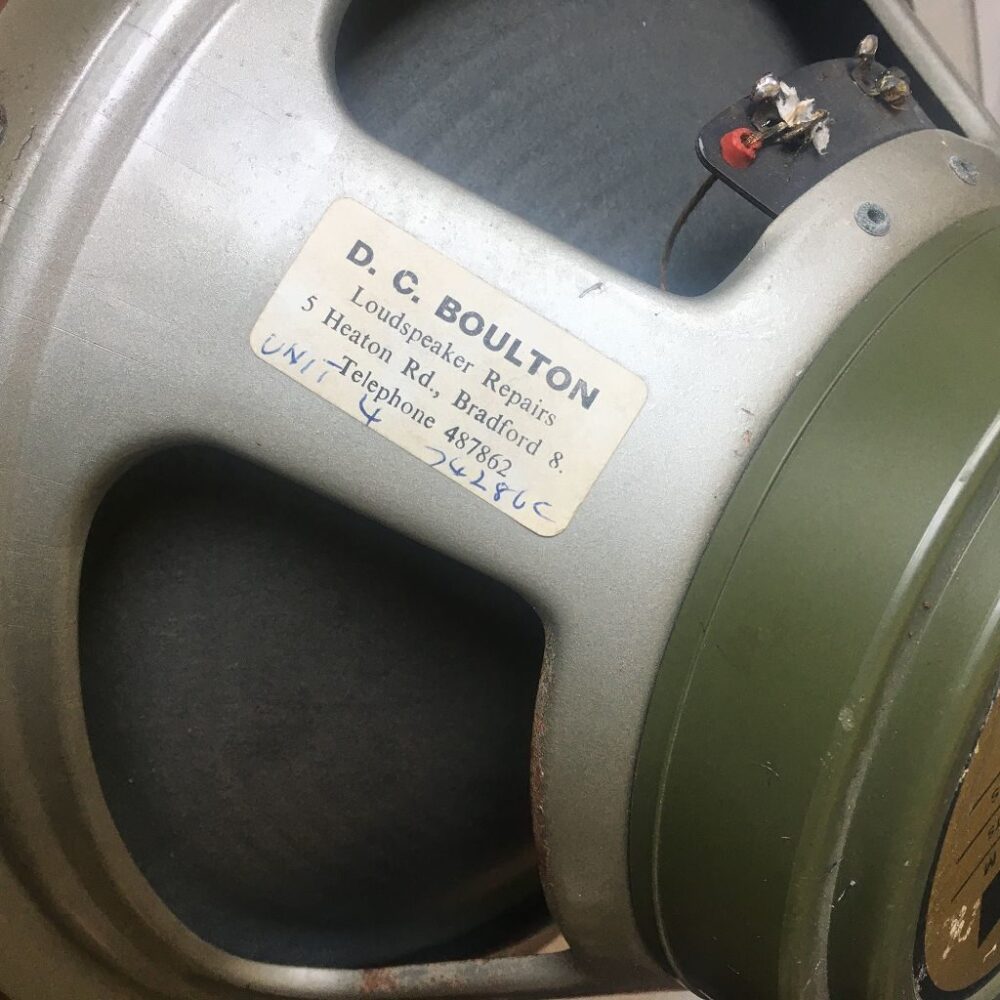 D. C. BOULTON
Loudspeaker Repairs
5 Heaton Rd., Bradford 8.
Telephone 487862
UNIT 4